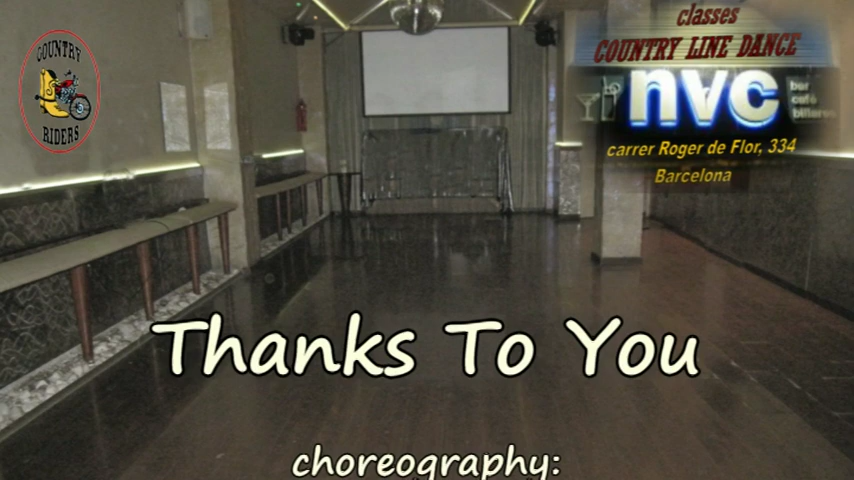 COUNTRY
RIDERS
classes
COUNTRY LINE DANCE
nvc
bar
café
billares
carrer Roger de Flor, 334
Barcelona
Thanks To You
choreography: